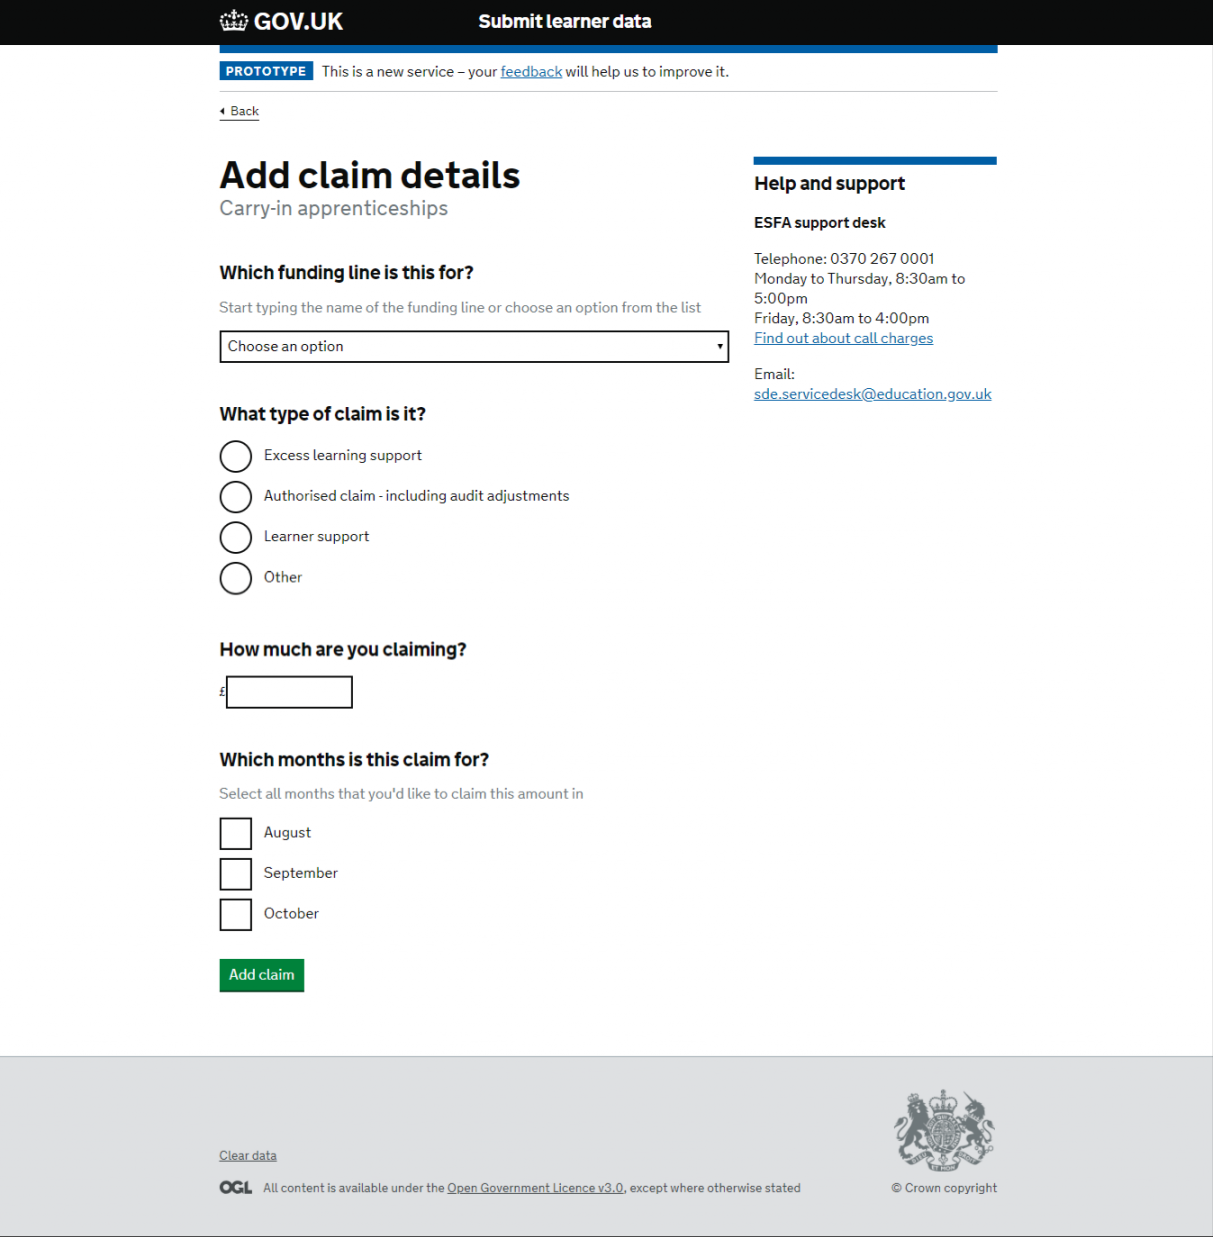 GOV.UK
Submit learner data
PROTOTYPE This is a new service – your feedback will help us to improve it.
Back
Add claim details
Carry-in apprenticeships
Which funding line is this for?
Start typing the name of the funding line or choose an option from the list
Choose an option
What type of claim is it?
Excess learning support
Authorised claim - including audit adjustments
Learner support
Other
How much are you claiming?
£
Which months is this claim for?
Select all months that you'd like to claim this amount in
August
September
October
Add claim
Help and support
ESFA support desk
Telephone: 0370 267 0001
Monday to Thursday, 8:30am to
5:00pm
Friday, 8:30am to 4:00pm
Find out about call charges
Email:
sde.servicedesk@education.gov.uk
Clear data
OGL All content is available under the Open Government Licence v3.0, except where otherwise stated
© Crown copyright